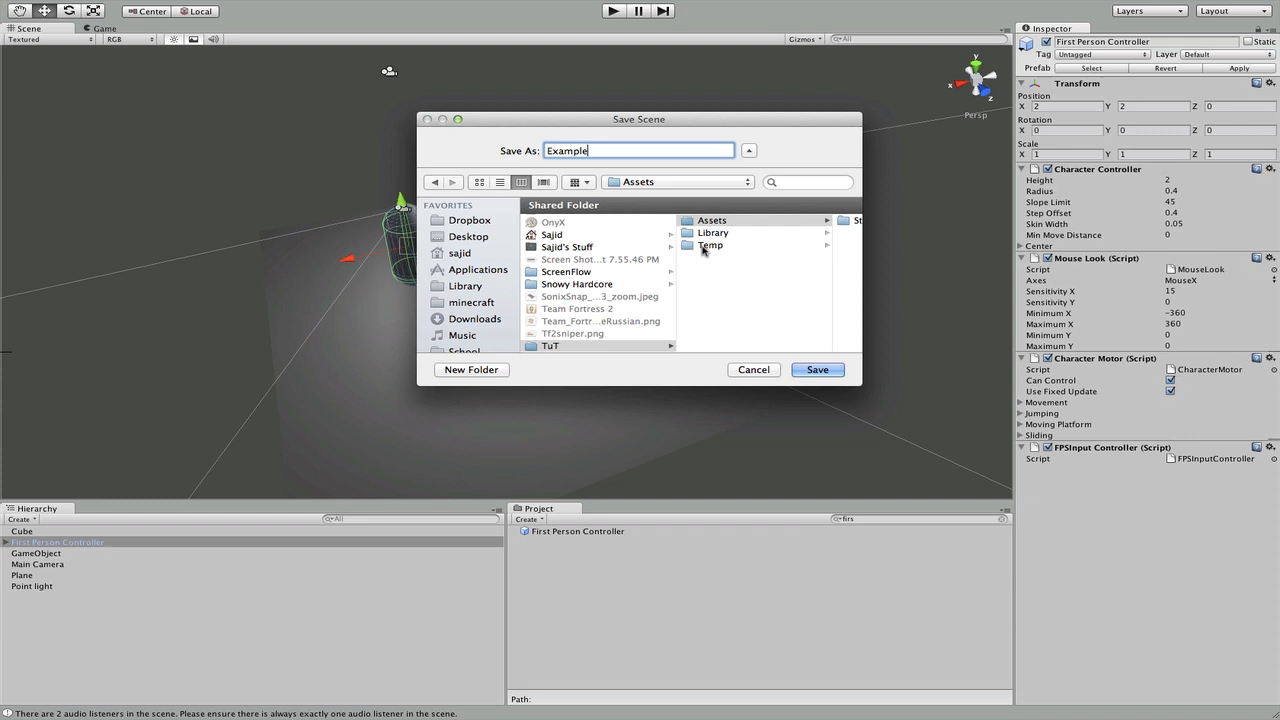 Center Local Layers Layout
Scene Game Inspector
Textured RGB Gizmos All
First Person Controller Static
Tag Untagged Layer Default
Prefab Select Revert Apply
Transform
Position
X 2 Y 2 Z 0
Rotation
X 0 Y 0 Z 0
Scale
X 1 Y 1 Z 1
Character Controller
Height 2
Radius 0.4
Slope Limit 45
Step Offset 0.4
Skin Width 0.05
Min Move Distance 0
Center
Mouse Look (Script)
Script MouseLook
Axes MouseX
Sensitivity X 15
Sensitivity Y 0
Minimum X -360
Maximum X 360
Minimum Y 0
Maximum Y 0
Character Motor (Script)
Script CharacterMotor
Can Control
Use Fixed Update
Movement
Jumping
Moving Platform
Sliding
FPSInput Controller (Script)
Script FPSInputController
y
x
z
Persp
Save Scene
Save As: Example
Assets
FAVORITES
Dropbox
Desktop
sajid
Applications
Library
minecraft
Downloads
Music
School
Shared Folder
OnyX
Sajid
Sajid's Stuff
Screen Shot...t 7.55.46 PM
ScreenFlow
Snowy Hardcore
SonixSnap_...3_zoom.jpeg
Team Fortress 2
Team_Fortr...eRussian.png
Tf2sniper.png
TuT
Assets
Library
Temp
St
New Folder Cancel Save
Hierarchy
Create All
Cube
First Person Controller
GameObject
Main Camera
Plane
Point light
Project
Create firs
First Person Controller
Path:
There are 2 audio listeners in the scene. Please ensure there is always exactly one audio listener in the scene.